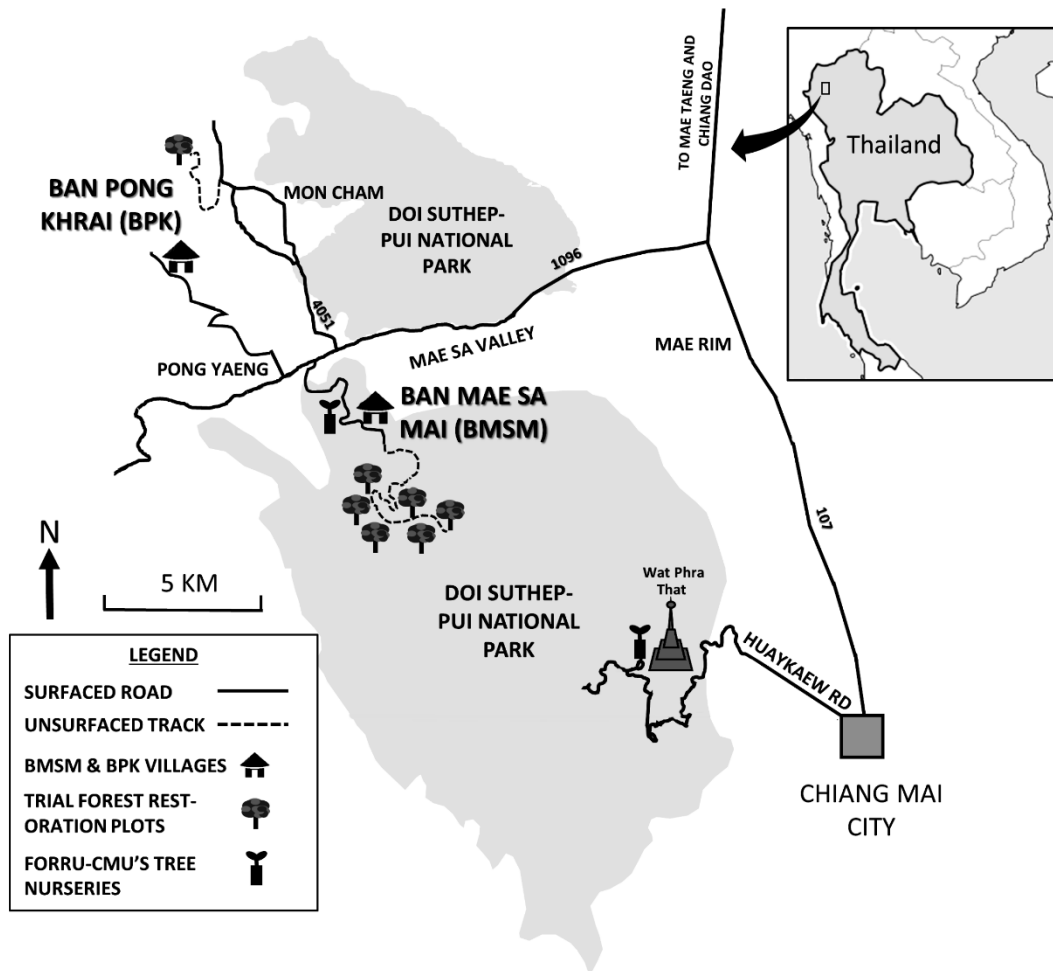 TO MAE TAENG AND
CHIANG DAO
Thailand
BAN PONG
KHRAI (BPK)
MON CHAM
DOI SUTHEP-
PUI NATIONAL
PARK
1096
4051
MAE SA VALLEY
MAE RIM
PONG YAENG
BAN MAE SA
MAI (BMSM)
107
N
5 KM
Wat Phra
That
DOI SUTHEP-
PUI NATIONAL
PARK
HUAYKAEW RD
CHIANG MAI
CITY
LEGEND
SURFACED ROAD
UNSURFACED TRACK
BMSM & BPK VILLAGES
TRIAL FOREST REST-
ORATION PLOTS
FORRU-CMU'S TREE
NURSERIES